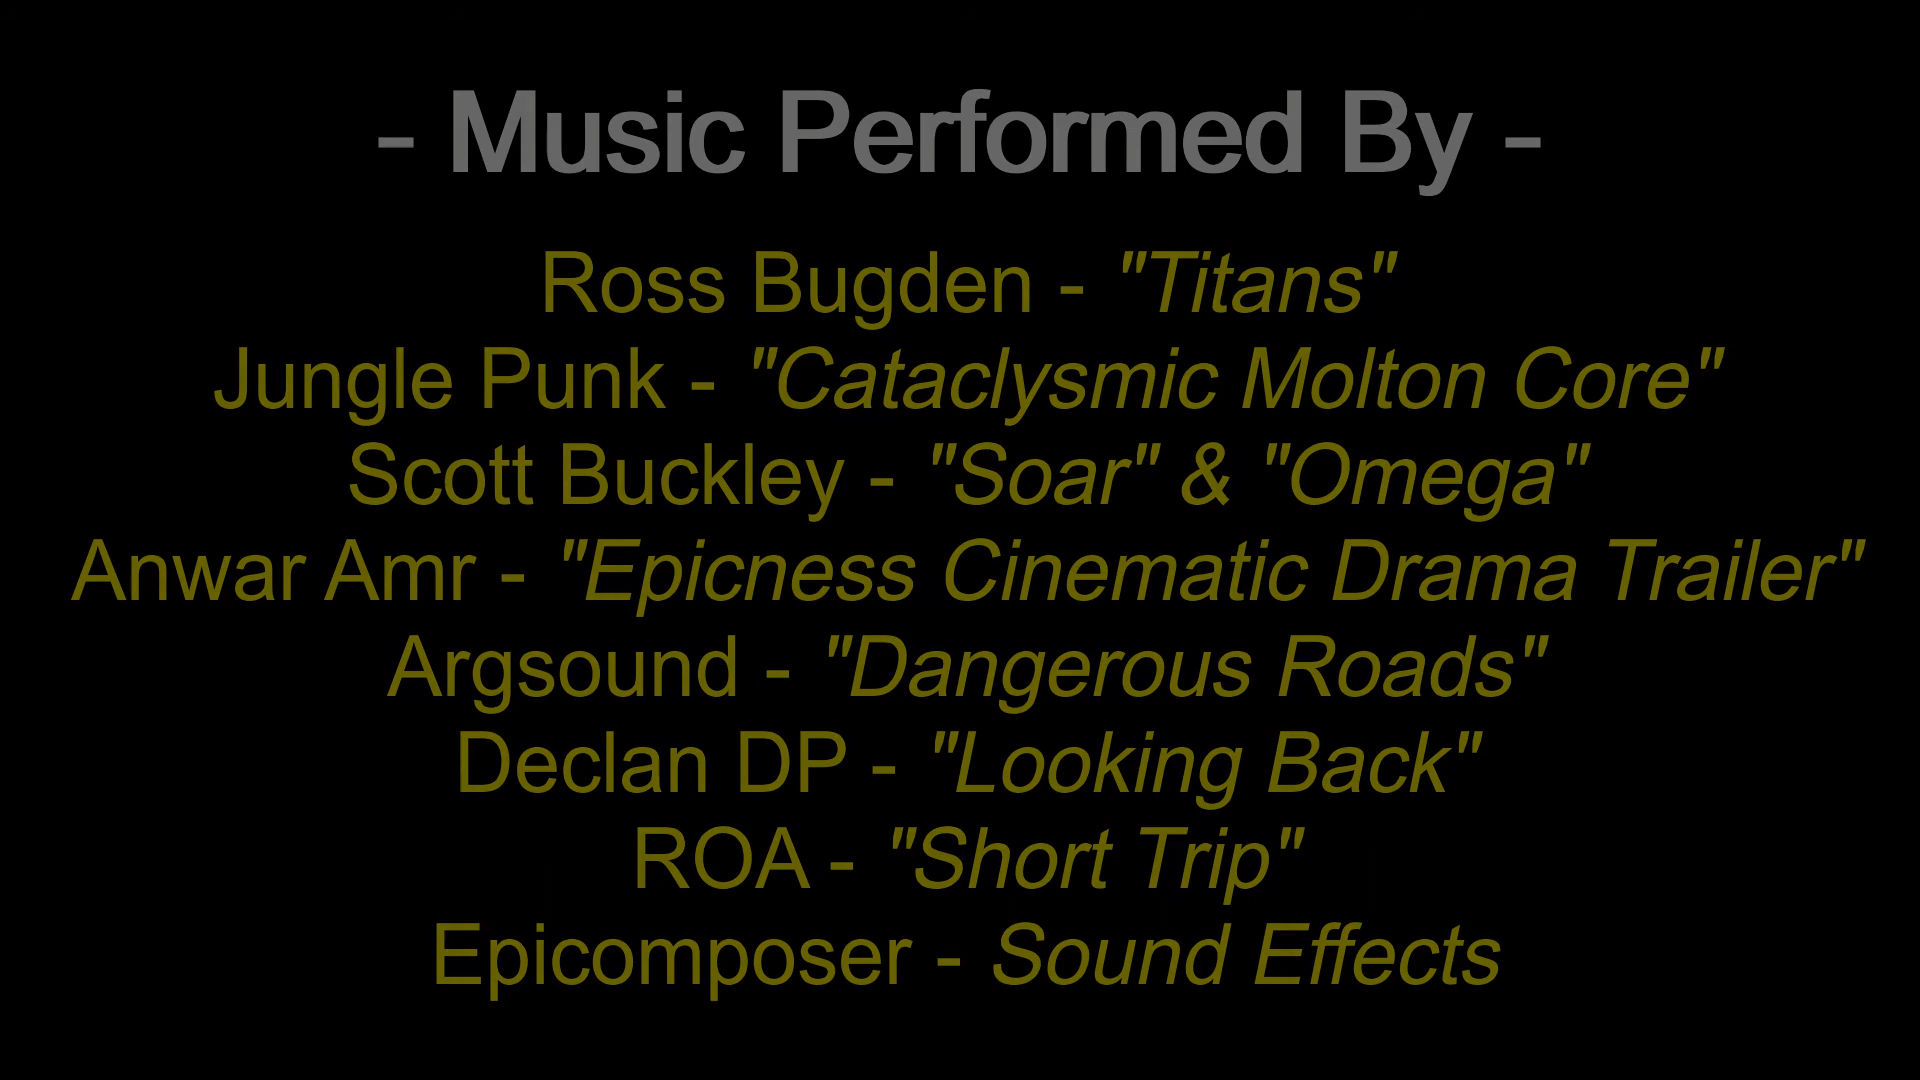 - Music Performed By -
Ross Bugden - "Titans"
Jungle Punk - "Cataclysmic Molton Core"
Scott Buckley - "Soar" & "Omega"
Anwar Amr - "Epicness Cinematic Drama Trailer"
Argsound - "Dangerous Roads"
Declan DP - "Looking Back"
ROA - "Short Trip"
Epicomposer - Sound Effects